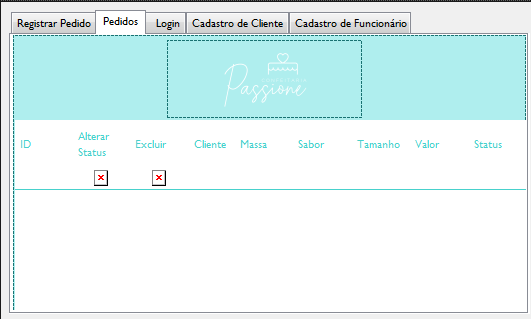 Registrar Pedido
Pedidos
Login
Cadastro de Cliente
Cadastro de Funcionário
CONFEITARIA
Passione
ID
Alterar
Status
Excluir
Cliente
Massa
Sabor
Tamanho
Valor
Status